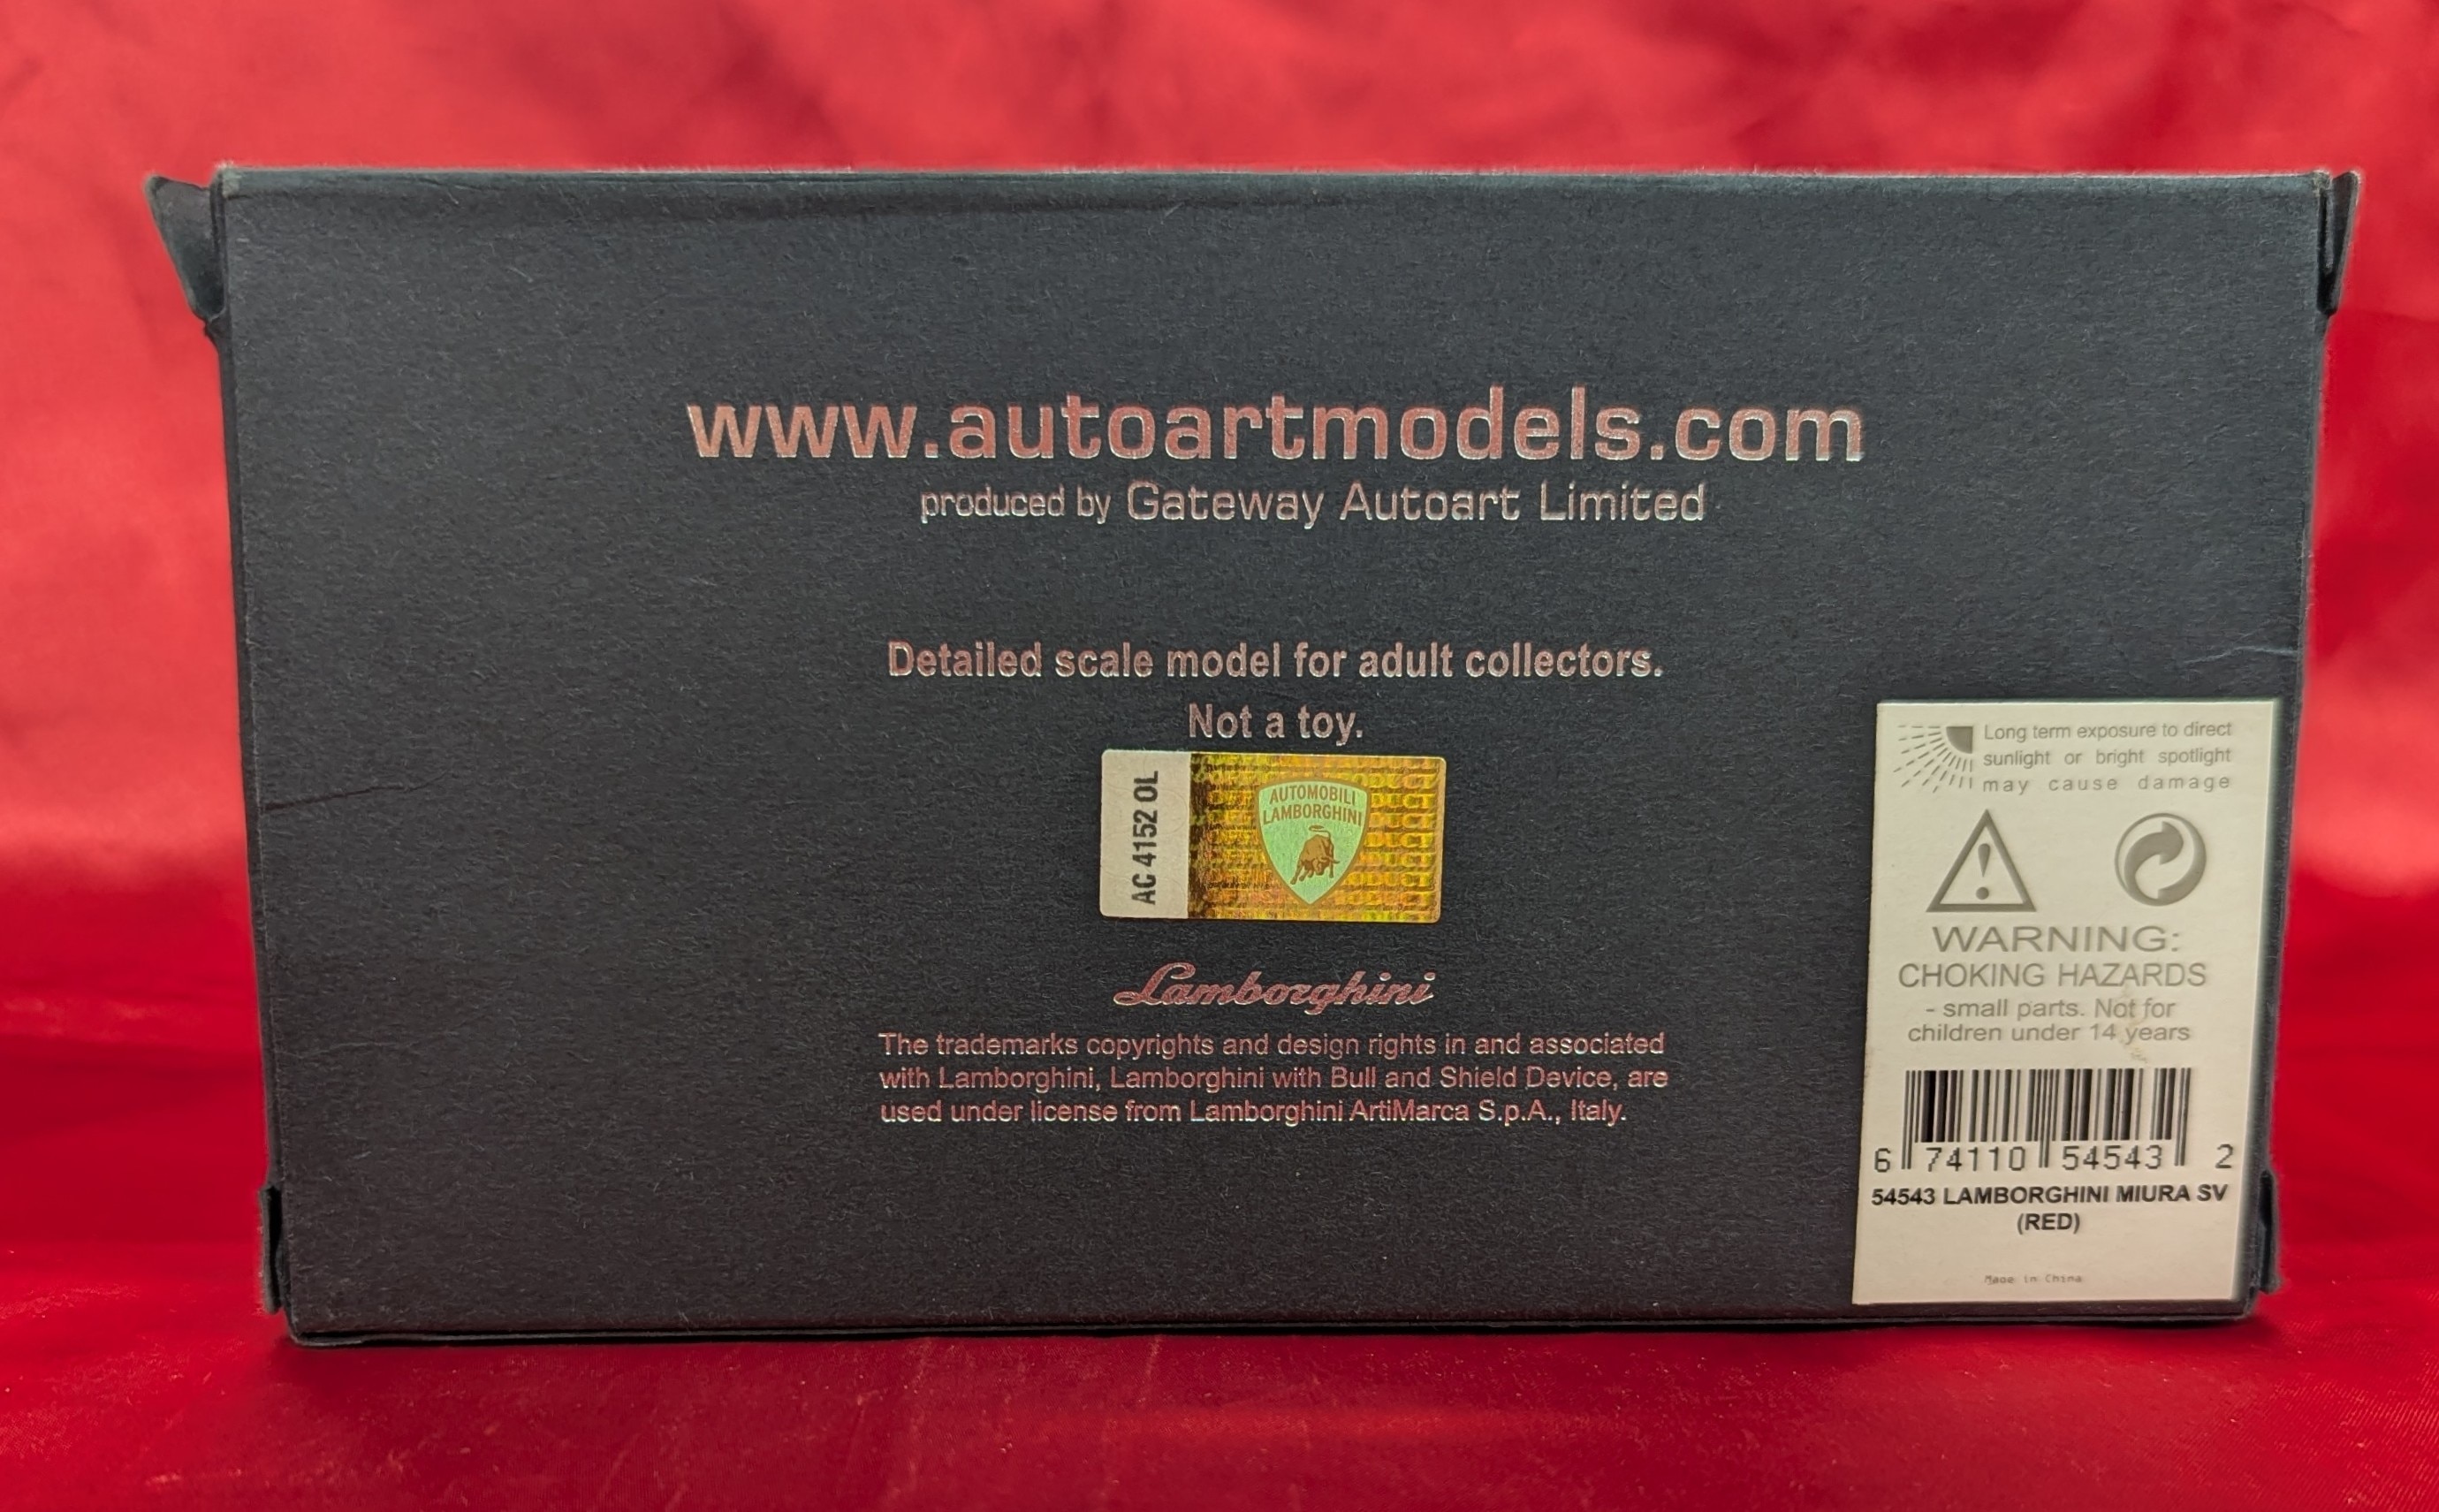 www.autoartmodels.com
produced by Gateway Autoart Limited
Detailed scale model for adult collectors.
Not a toy.
AC 4152 OL
AUTOMOBILI
LAMBORGHINI
Lamborghini
The trademarks copyrights and design rights in and associated
with Lamborghini, Lamborghini with Bull and Shield Device, are
used under license from Lamborghini ArtiMarca S.p.A., Italy.
Long term exposure to direct
sunlight or bright spotlight
may cause damage
WARNING:
CHOKING HAZARDS
- small parts. Not for
children under 14 years
6 74110 54543 2
54543 LAMBORGHINI MIURA SV
(RED)
Made in China